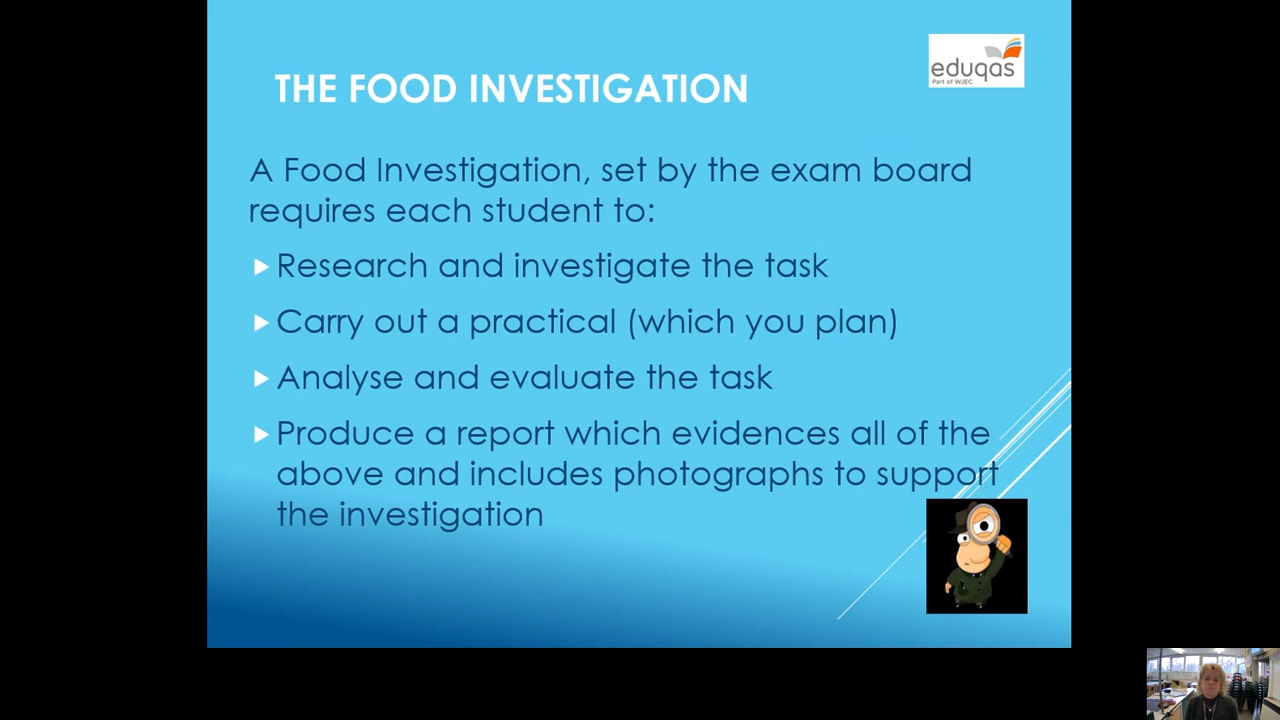 eduqas
Part of WJEC
THE FOOD INVESTIGATION
A Food Investigation, set by the exam board
requires each student to:
Research and investigate the task
Carry out a practical (which you plan)
Analyse and evaluate the task
Produce a report which evidences all of the
above and includes photographs to support
the investigation